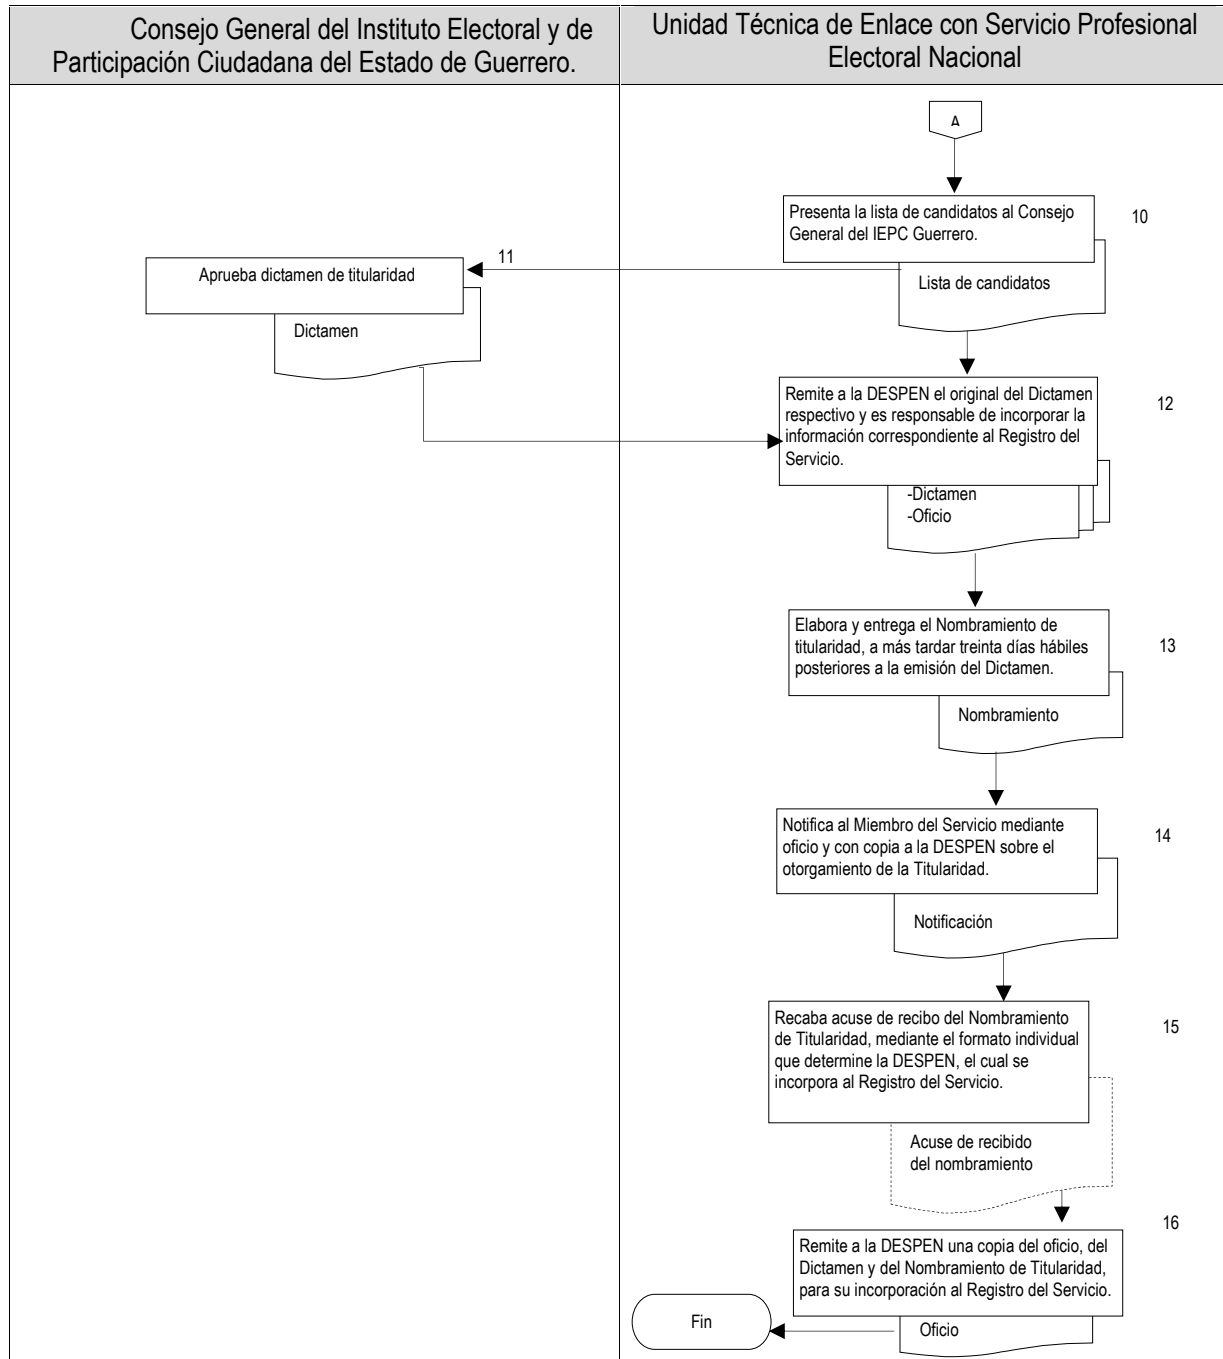 Consejo General del Instituto Electoral y de
Participación Ciudadana del Estado de Guerrero.
Unidad Técnica de Enlace con Servicio Profesional
Electoral Nacional
A
Presenta la lista de candidatos al Consejo
General del IEPC Guerrero.
10
Lista de candidatos
11
Aprueba dictamen de titularidad
Dictamen
Remite a la DESPEN el original del Dictamen
respectivo y es responsable de incorporar la
información correspondiente al Registro del
Servicio.
12
-Dictamen
-Oficio
Elabora y entrega el Nombramiento de
titularidad, a más tardar treinta días hábiles
posteriores a la emisión del Dictamen.
13
Nombramiento
Notifica al Miembro del Servicio mediante
oficio y con copia a la DESPEN sobre el
otorgamiento de la Titularidad.
14
Notificación
Recaba acuse de recibo del Nombramiento
de Titularidad, mediante el formato individual
que determine la DESPEN, el cual se
incorpora al Registro del Servicio.
15
Acuse de recibido
del nombramiento
16
Remite a la DESPEN una copia del oficio, del
Dictamen y del Nombramiento de Titularidad,
para su incorporación al Registro del Servicio.
Oficio
Fin